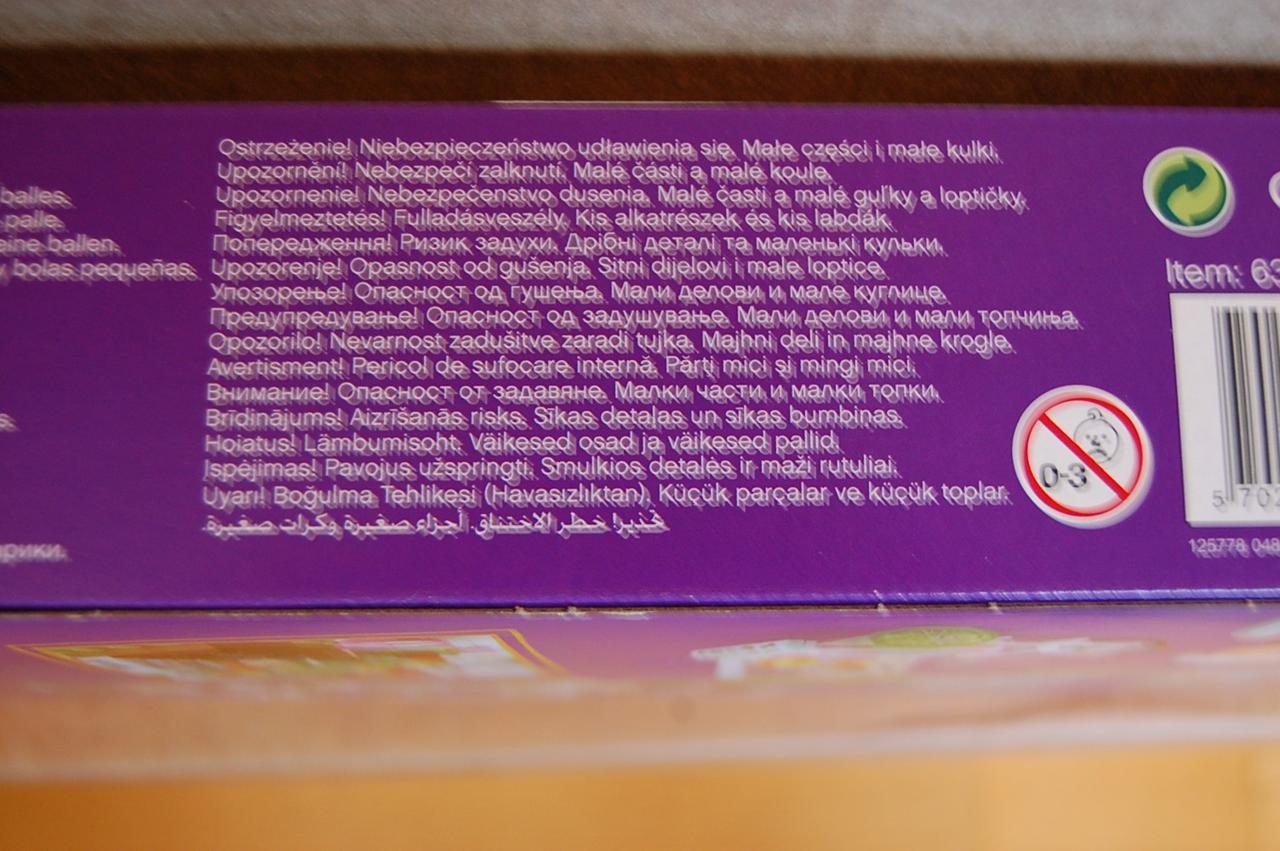 balles.
palle.
eine ballen.
y bolas pequeñas.
s.
рики.
Ostrzeżenie! Niebezpieczeństwo udławienia się. Małe części i małe kulki.
Upozornění! Nebezpečí zalknutí. Malé části a malé koule.
Upozornenie! Nebezpečenstvo dusenia. Malé časti a malé guľky a loptičky.
Figyelmeztetés! Fulladásveszély. Kis alkatrészek és kis labdák.
Попередження! Ризик задухи. Дрібні деталі та маленькі кульки.
Upozorenje! Opasnost od gušenja. Sitni dijelovi i male loptice.
Упозорење! Опасност од гушења. Мали делови и мале куглице.
Предупредување! Опасност од задушување. Мали делови и мали топчиња.
Opozorilo! Nevarnost zadušitve zaradi tujka. Majhni deli in majhne krogle.
Avertisment! Pericol de sufocare internă. Părți mici și mingi mici.
Внимание! Опасност от задавяне. Малки части и малки топки.
Brīdinājums! Aizrīšanās risks. Sīkas detaļas un sīkas bumbiņas.
Hoiatus! Lämbumisoht. Väikesed osad ja väikesed pallid.
Įspėjimas! Pavojus užspringti. Smulkios detalės ir maži rutuliai.
Uyarı! Boğulma Tehlikesi (Havasızlıktan). Küçük parçalar ve küçük toplar.
تحذير! خطر الاختناق. أجزاء صغيرة وكرات صغيرة.
0-3
Item: 63
5 702
125778 048